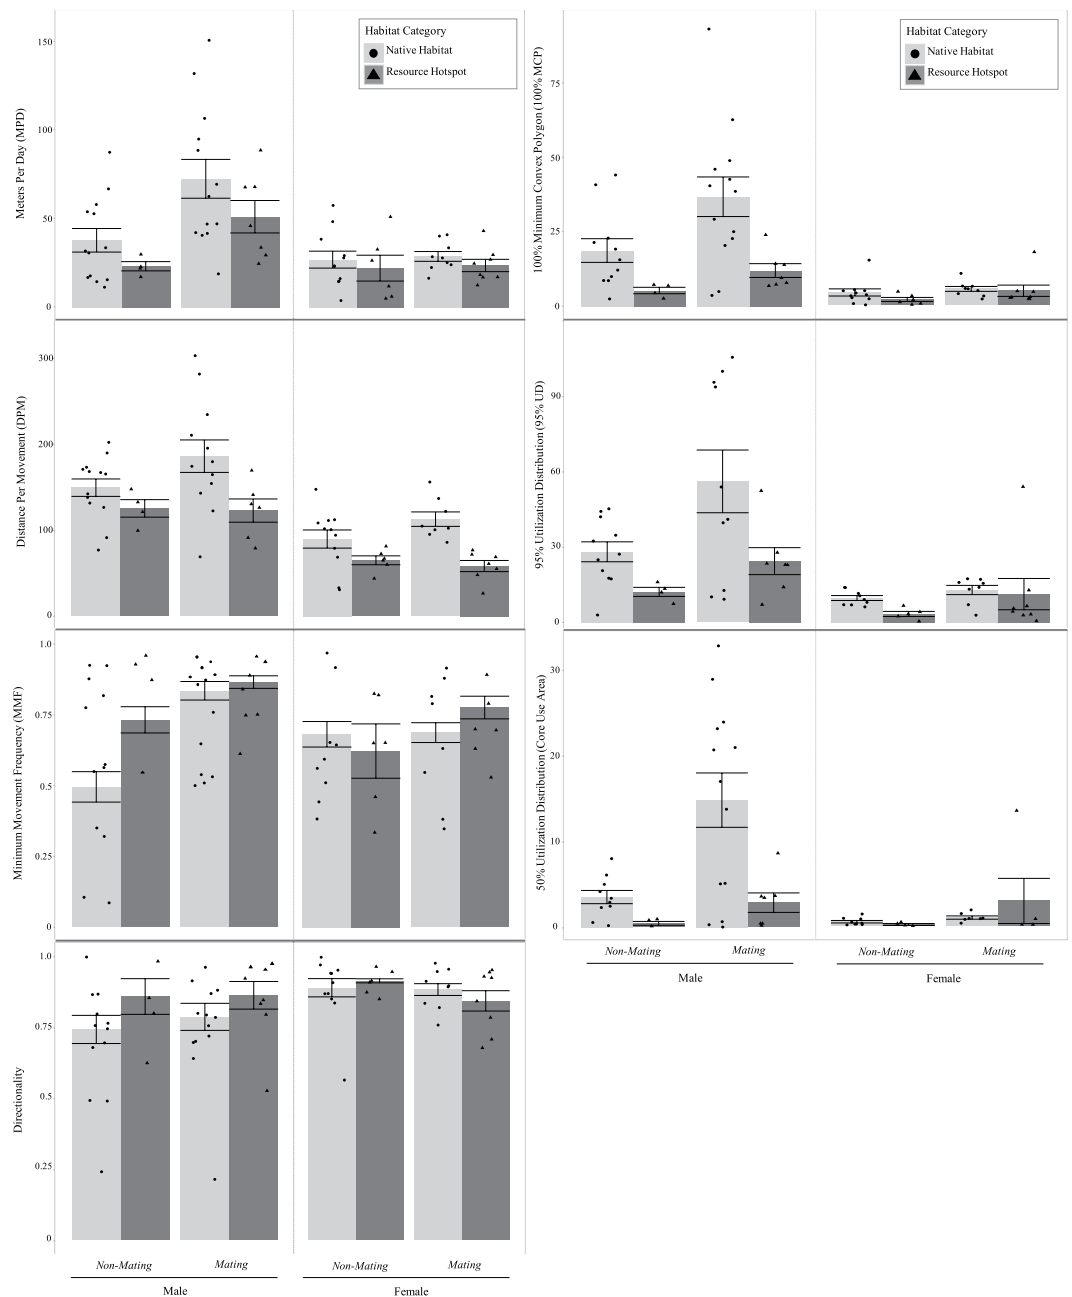 Habitat Category
Native Habitat
Resource Hotspot
Meters Per Day (MPD)
150
100
50
0
Distance Per Movement (DPM)
300
200
100
0
Minimum Movement Frequency (MMF)
1.0
0.75
0.5
0.25
0
Directionality
1.0
0.75
0.5
0.25
0
Non-Mating
Mating
Non-Mating
Mating
Male
Female
Habitat Category
Native Habitat
Resource Hotspot
100% Minimum Convex Polygon (100% MCP)
75
50
25
0
95% Utilization Distribution (95% UD)
90
60
30
0
50% Utilization Distribution (Core Use Area)
30
20
10
0
Non-Mating
Mating
Non-Mating
Mating
Male
Female